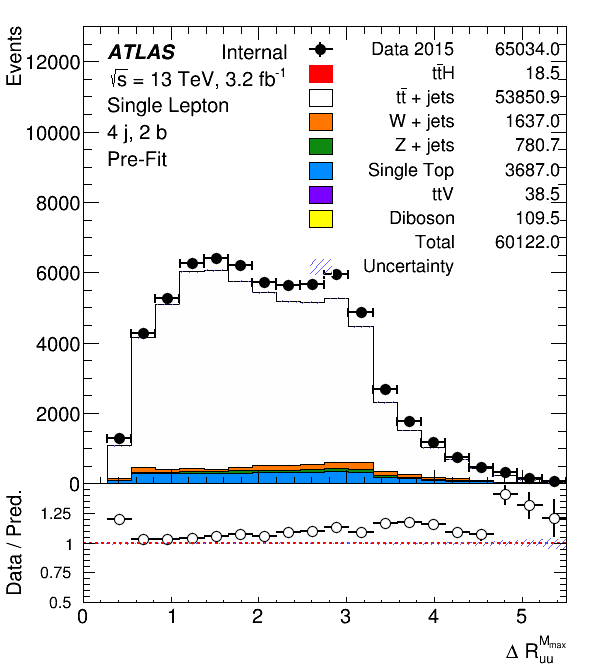 Events
12000
10000
8000
6000
4000
2000
0
ATLAS Internal
√s = 13 TeV, 3.2 fb⁻¹
Single Lepton
4 j, 2 b
Pre-Fit
Data 2015 65034.0
tt̄H 18.5
tt̄ + jets 53850.9
W + jets 1637.0
Z + jets 780.7
Single Top 3687.0
ttV 38.5
Diboson 109.5
Total 60122.0
Uncertainty
Data / Pred.
1.25
1
0.75
0.5
0 1 2 3 4 5
Δ R_uu^M_max